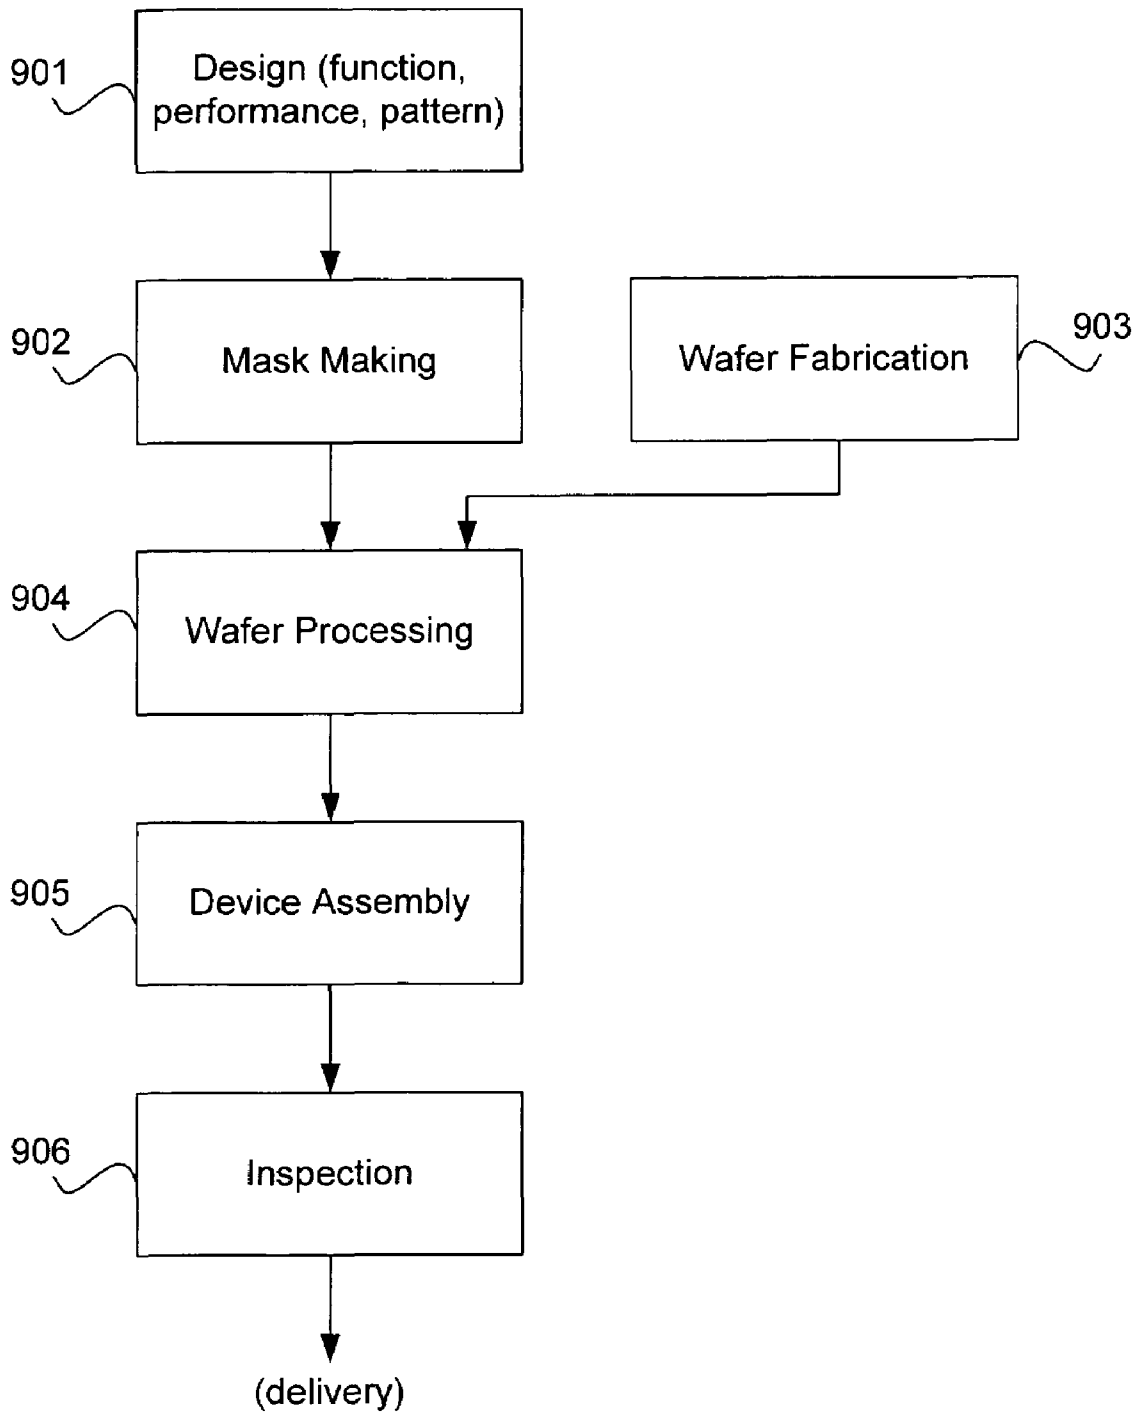 901
Design (function,
performance, pattern)
902
Mask Making
Wafer Fabrication
903
904
Wafer Processing
905
Device Assembly
906
Inspection
(delivery)